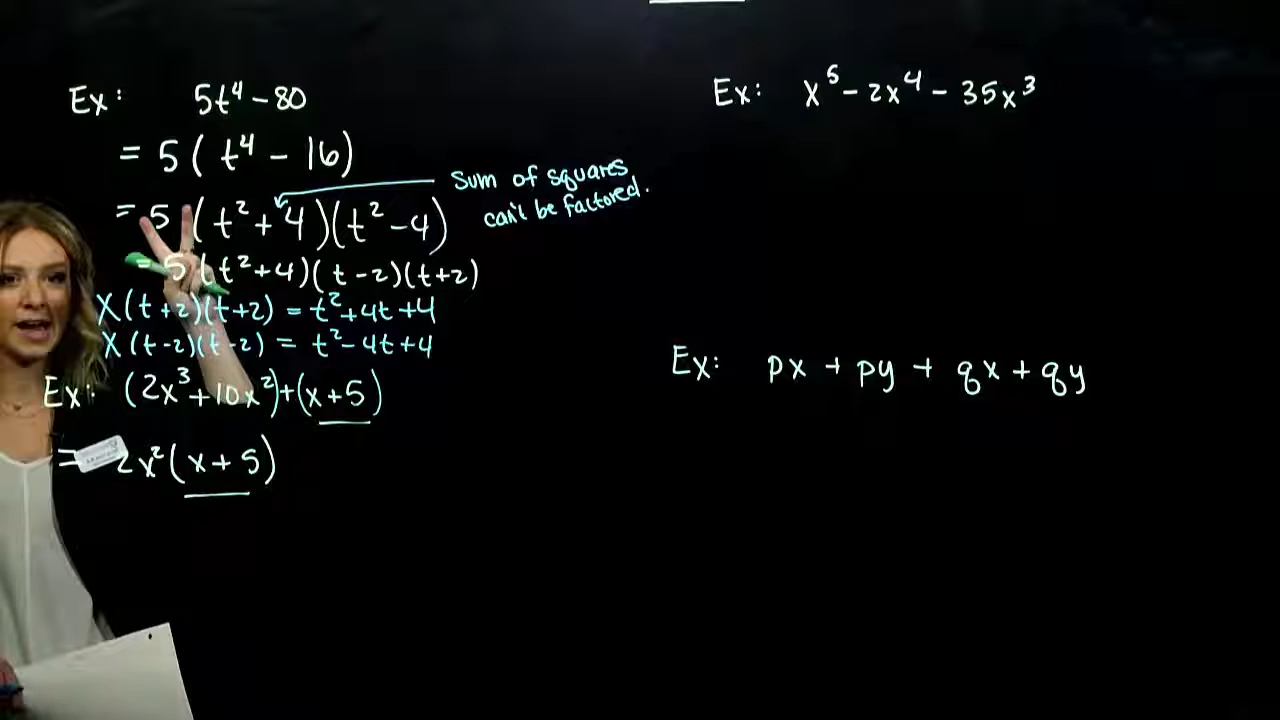 Ex: 5t⁴ - 80
= 5(t⁴ - 16)
= 5(t² + 4)(t² - 4)
Sum of squares
can't be factored.
= 5(t² + 4)(t - 2)(t + 2)
X (t + 2)(t + 2) = t² + 4t + 4
X (t - 2)(t - 2) = t² - 4t + 4
Ex: (2x³ + 10x²) + (x + 5)
= 2x²(x + 5)
Ex: x⁵ - 2x⁴ - 35x³
Ex: px + py + qx + qy